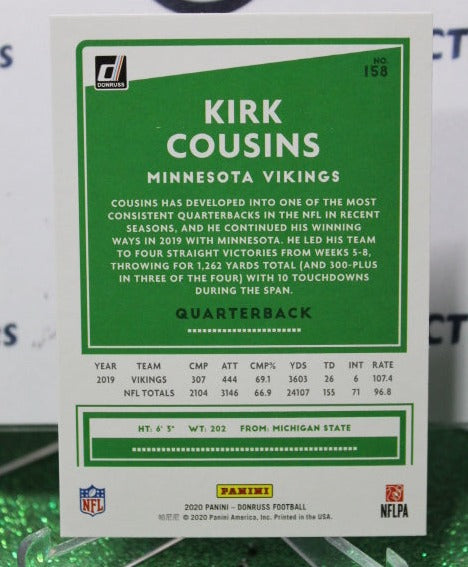 DONRUSS
NO.
158
KIRK
COUSINS
MINNESOTA VIKINGS
COUSINS HAS DEVELOPED INTO ONE OF THE MOST
CONSISTENT QUARTERBACKS IN THE NFL IN RECENT
SEASONS, AND HE CONTINUED HIS WINNING
WAYS IN 2019 WITH MINNESOTA. HE LED HIS TEAM
TO FOUR STRAIGHT VICTORIES FROM WEEKS 5-8,
THROWING FOR 1,262 YARDS TOTAL (AND 300-PLUS
IN THREE OF THE FOUR) WITH 10 TOUCHDOWNS
DURING THE SPAN.
QUARTERBACK
YEAR TEAM CMP ATT CMP% YDS TD INT RATE
2019 VIKINGS 307 444 69.1 3603 26 6 107.4
NFL TOTALS 2104 3146 66.9 24107 155 71 96.8
HT: 6' 3" WT: 202 FROM: MICHIGAN STATE
NFL
PANINI
NFLPA
2020 PANINI – DONRUSS FOOTBALL
帕尼尼 © 2020 Panini America, Inc. Printed in the USA.